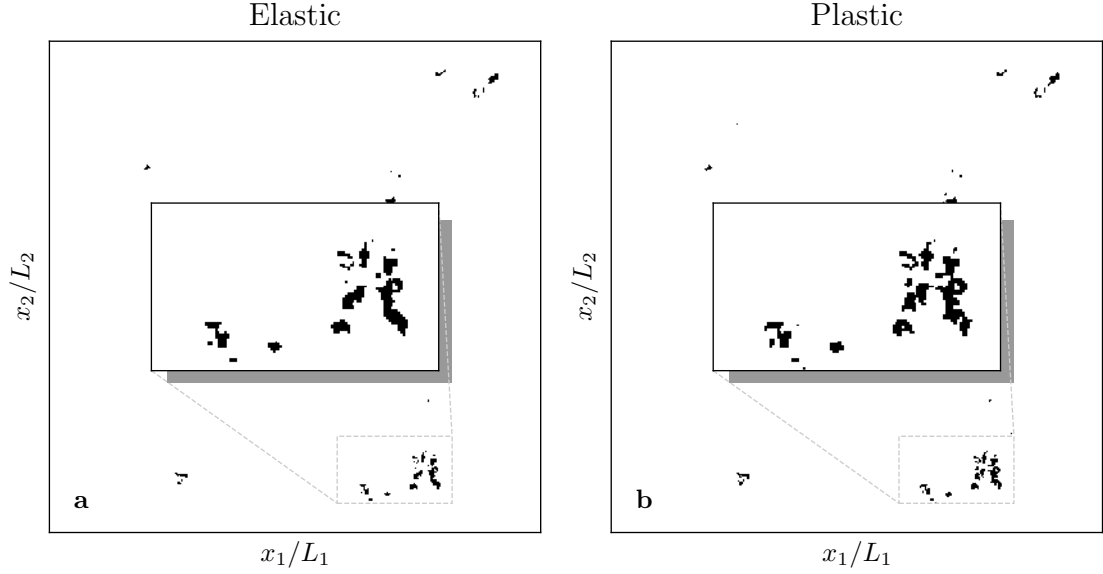 Elastic
x₂/L₂
a
x₁/L₁
Plastic
x₂/L₂
b
x₁/L₁